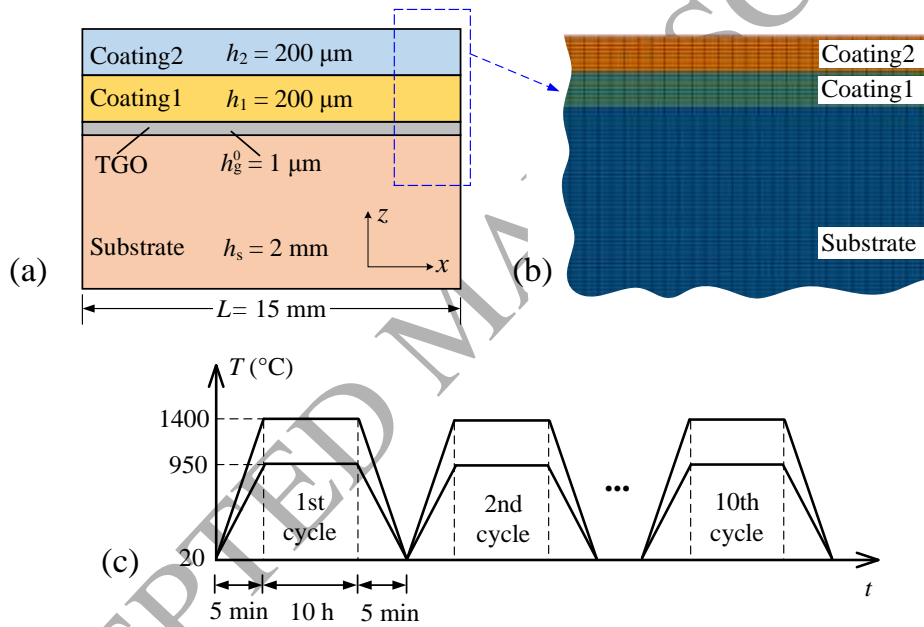 Coating2 h₂ = 200 μm
Coating1 h₁ = 200 μm
TGO h⁰g = 1 μm
Substrate hs = 2 mm
z
x
(a)
L= 15 mm
Coating2
Coating1
Substrate
(b)
T (°C)
1400
950
20
1st cycle
2nd cycle
...
10th cycle
(c)
5 min 10 h 5 min
t